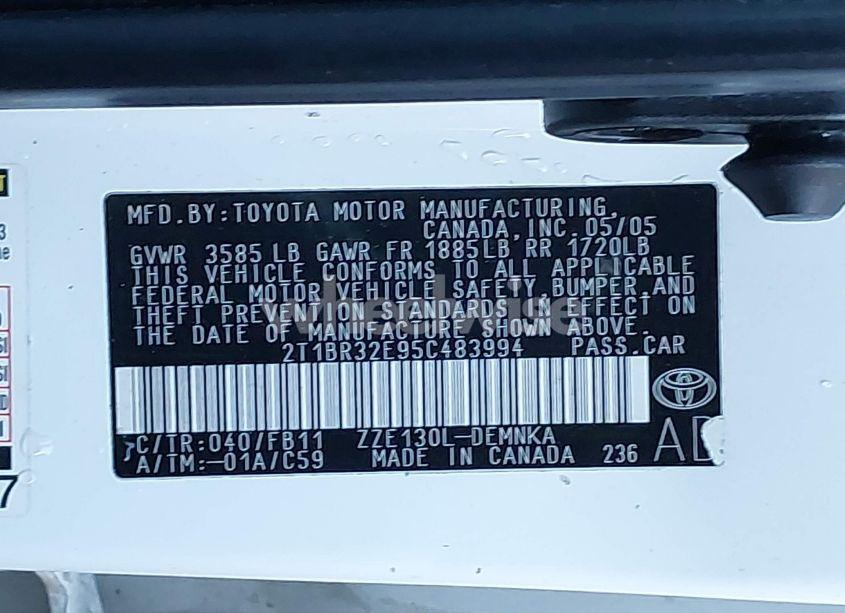 MFD.BY:TOYOTA MOTOR MANUFACTURING,
CANADA,INC.05/05
GVWR 3585 LB GAWR FR 1885LB RR 1720LB
THIS VEHICLE CONFORMS TO ALL APPLICABLE
FEDERAL MOTOR VEHICLE SAFETY,BUMPER,AND
THEFT PREVENTION STANDARDS IN EFFECT ON
THE DATE OF MANUFACTURE SHOWN ABOVE.
2T1BR32E95C483994 PASS.CAR
C/TR:040/FB11 ZZE130L-DEMNKA
A/TM:-01A/C59 MADE IN CANADA 236 AD
7